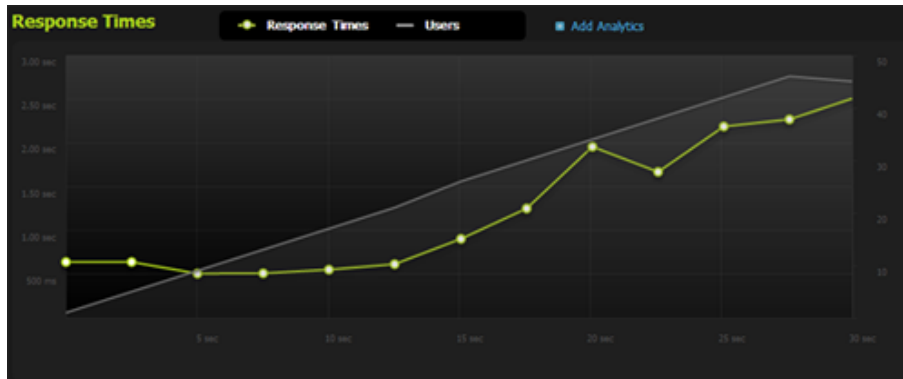 Response Times
Response Times
Users
Add Analytics
3.00 sec
2.50 sec
2.00 sec
1.50 sec
1.00 sec
500 ms
50
40
30
20
10
5 sec
10 sec
15 sec
20 sec
25 sec
30 sec